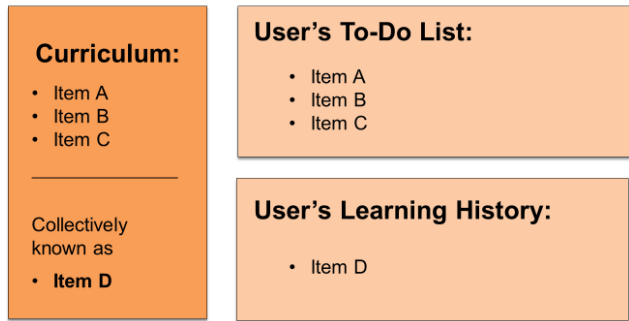 Curriculum:
• Item A
• Item B
• Item C
Collectively
known as
• Item D
User's To-Do List:
• Item A
• Item B
• Item C
User's Learning History:
• Item D